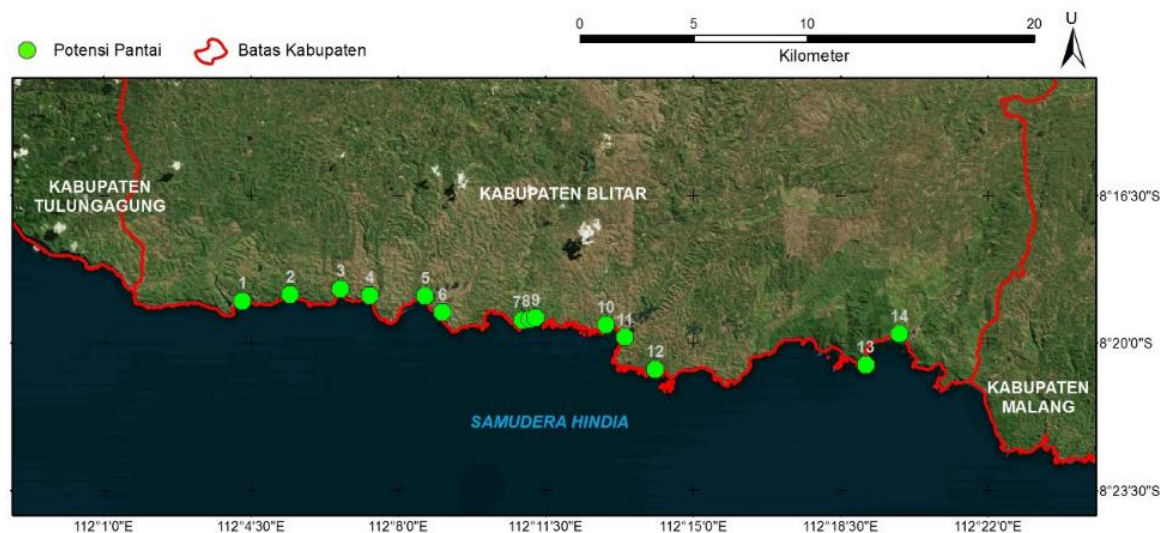 0 5 10 20
Kilometer
U
Potensi Pantai
Batas Kabupaten
KABUPATEN
TULUNGAGUNG
KABUPATEN BLITAR
8°16'30"S
1 2 3 4 5 6 789 10 11 12 13 14
8°20'0"S
KABUPATEN
MALANG
SAMUDERA HINDIA
8°23'30"S
112°1'0"E 112°4'30"E 112°8'0"E 112°11'30"E 112°15'0"E 112°18'30"E 112°22'0"E